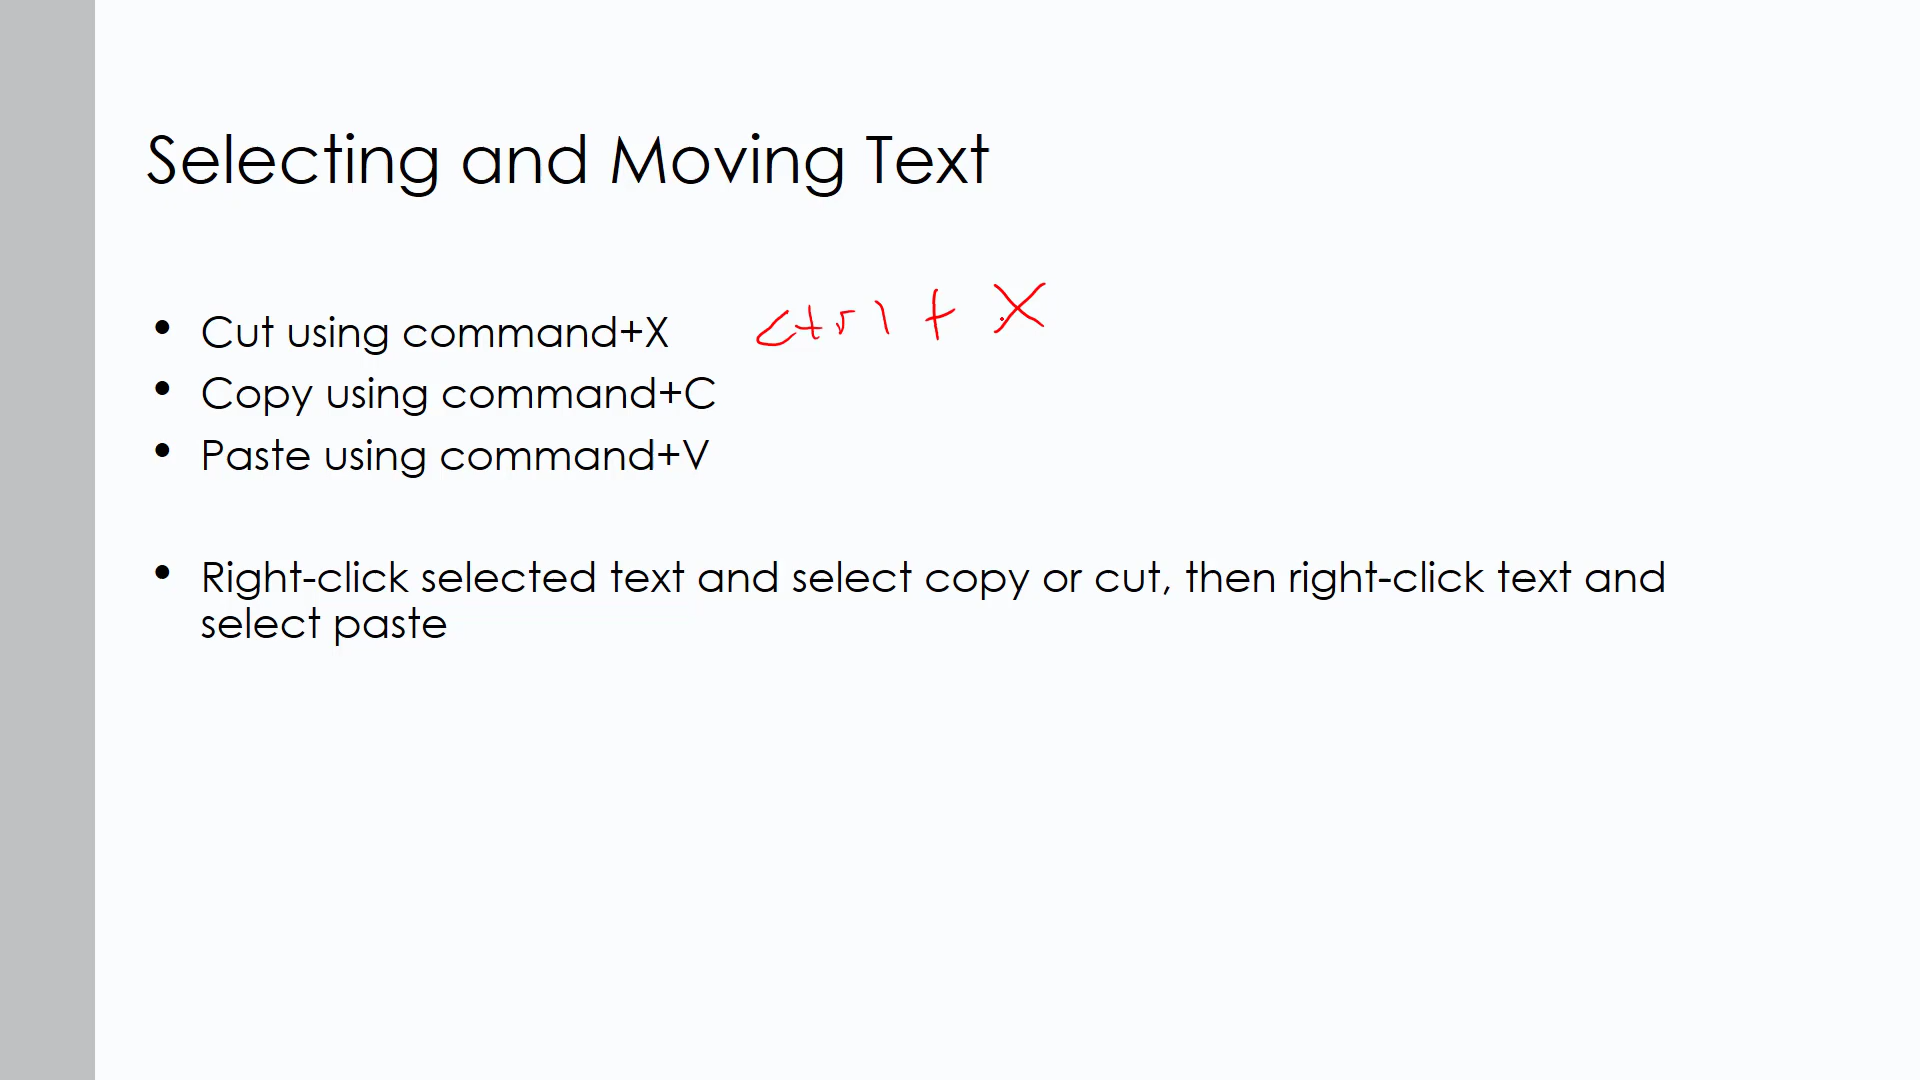 Selecting and Moving Text
• Cut using command+X ctrl + X
• Copy using command+C
• Paste using command+V
• Right-click selected text and select copy or cut, then right-click text and
select paste